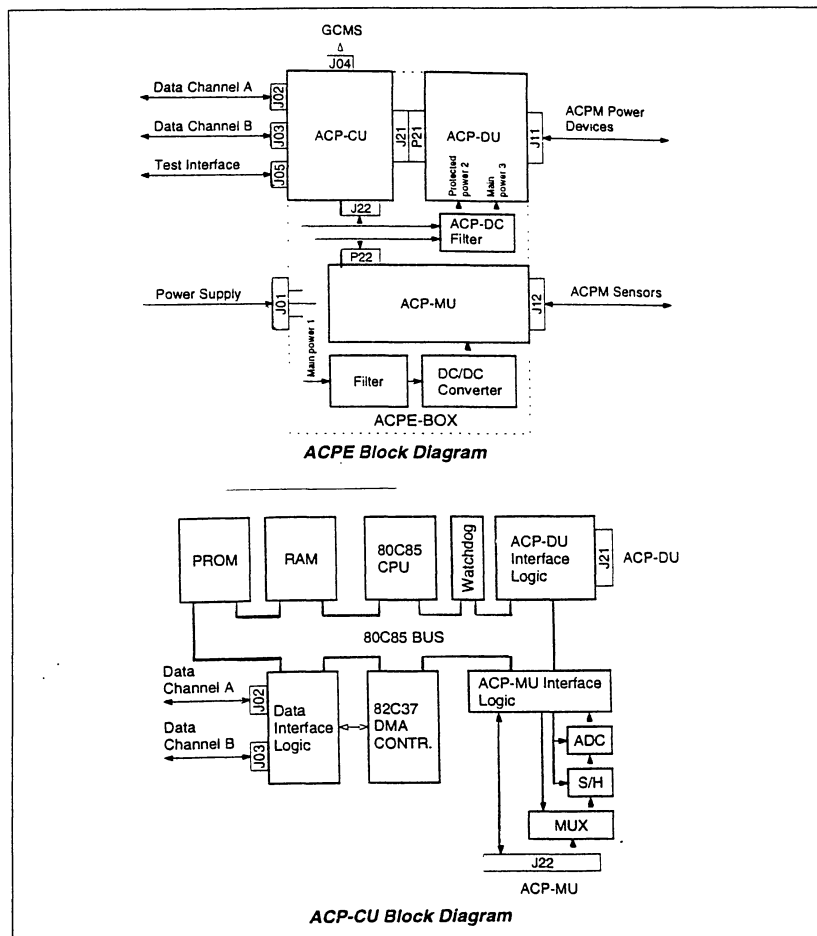 GCMS
J04
Data Channel A
J02
Data Channel B
J03
Test Interface
J05
ACP-CU
J21
P21
ACP-DU
Protected
power 2
Main
power 3
J11
ACPM Power
Devices
J22
ACP-DC
Filter
P22
Power Supply
J01
ACP-MU
J12
ACPM Sensors
Main power 1
Filter
DC/DC
Converter
ACPE-BOX
ACPE Block Diagram
PROM
RAM
80C85
CPU
Watchdog
ACP-DU
Interface
Logic
J21
ACP-DU
80C85 BUS
Data
Channel A
J02
Data
Channel B
J03
Data
Interface
Logic
82C37
DMA
CONTR.
ACP-MU Interface
Logic
ADC
S/H
MUX
J22
ACP-MU
ACP-CU Block Diagram